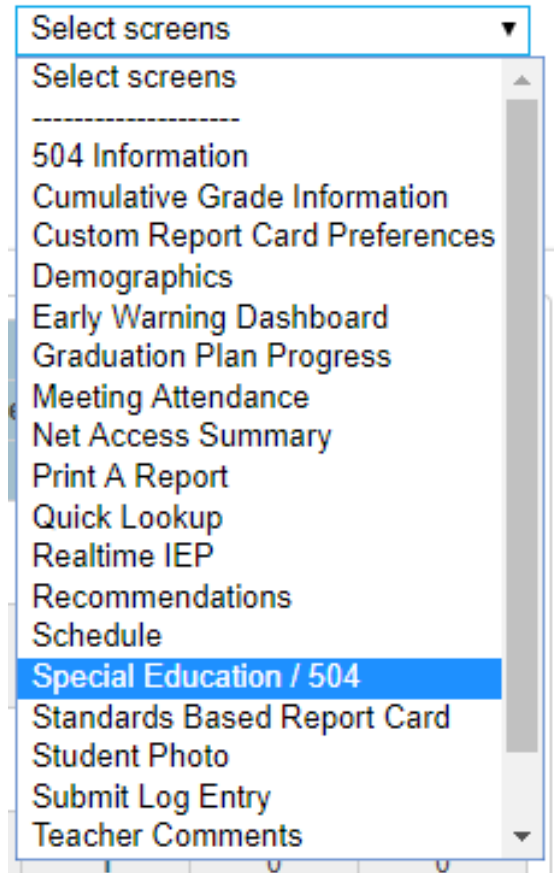 Select screens
Select screens
--------------------
504 Information
Cumulative Grade Information
Custom Report Card Preferences
Demographics
Early Warning Dashboard
Graduation Plan Progress
Meeting Attendance
Net Access Summary
Print A Report
Quick Lookup
Realtime IEP
Recommendations
Schedule
Special Education / 504
Standards Based Report Card
Student Photo
Submit Log Entry
Teacher Comments